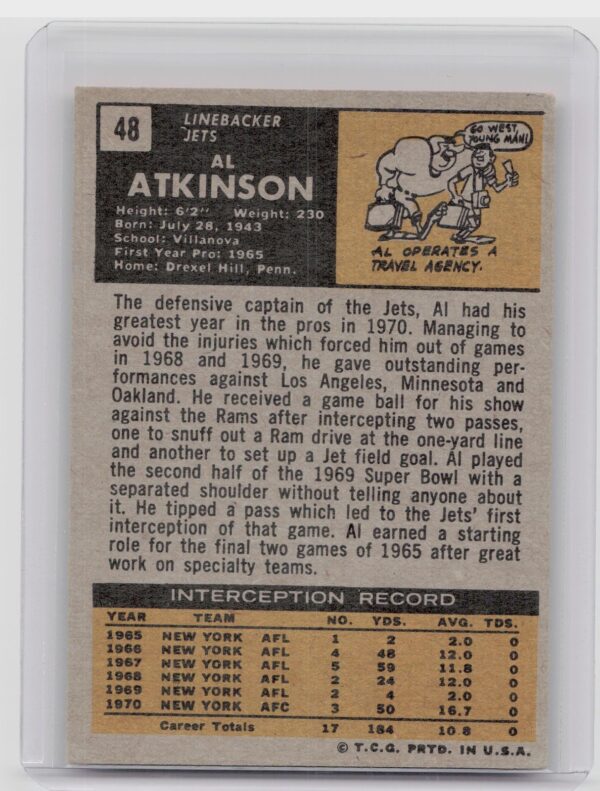 48
LINEBACKER
JETS
AL
ATKINSON
Height: 6'2" Weight: 230
Born: July 28, 1943
School: Villanova
First Year Pro: 1965
Home: Drexel Hill, Penn.
GO WEST,
YOUNG MAN!
AL OPERATES A
TRAVEL AGENCY.
The defensive captain of the Jets, Al had his
greatest year in the pros in 1970. Managing to
avoid the injuries which forced him out of games
in 1968 and 1969, he gave outstanding per-
formances against Los Angeles, Minnesota and
Oakland. He received a game ball for his show
against the Rams after intercepting two passes,
one to snuff out a Ram drive at the one-yard line
and another to set up a Jet field goal. Al played
the second half of the 1969 Super Bowl with a
separated shoulder without telling anyone about
it. He tipped a pass which led to the Jets' first
interception of that game. Al earned a starting
role for the final two games of 1965 after great
work on specialty teams.
INTERCEPTION RECORD
YEAR TEAM NO. YDS. AVG. TDS.
1965 NEW YORK AFL 1 2 2.0 0
1966 NEW YORK AFL 4 48 12.0 0
1967 NEW YORK AFL 5 59 11.8 0
1968 NEW YORK AFL 2 24 12.0 0
1969 NEW YORK AFL 2 4 2.0 0
1970 NEW YORK AFC 3 50 16.7 0
Career Totals 17 184 10.8 0
© T.C.G. PRTD. IN U.S.A.